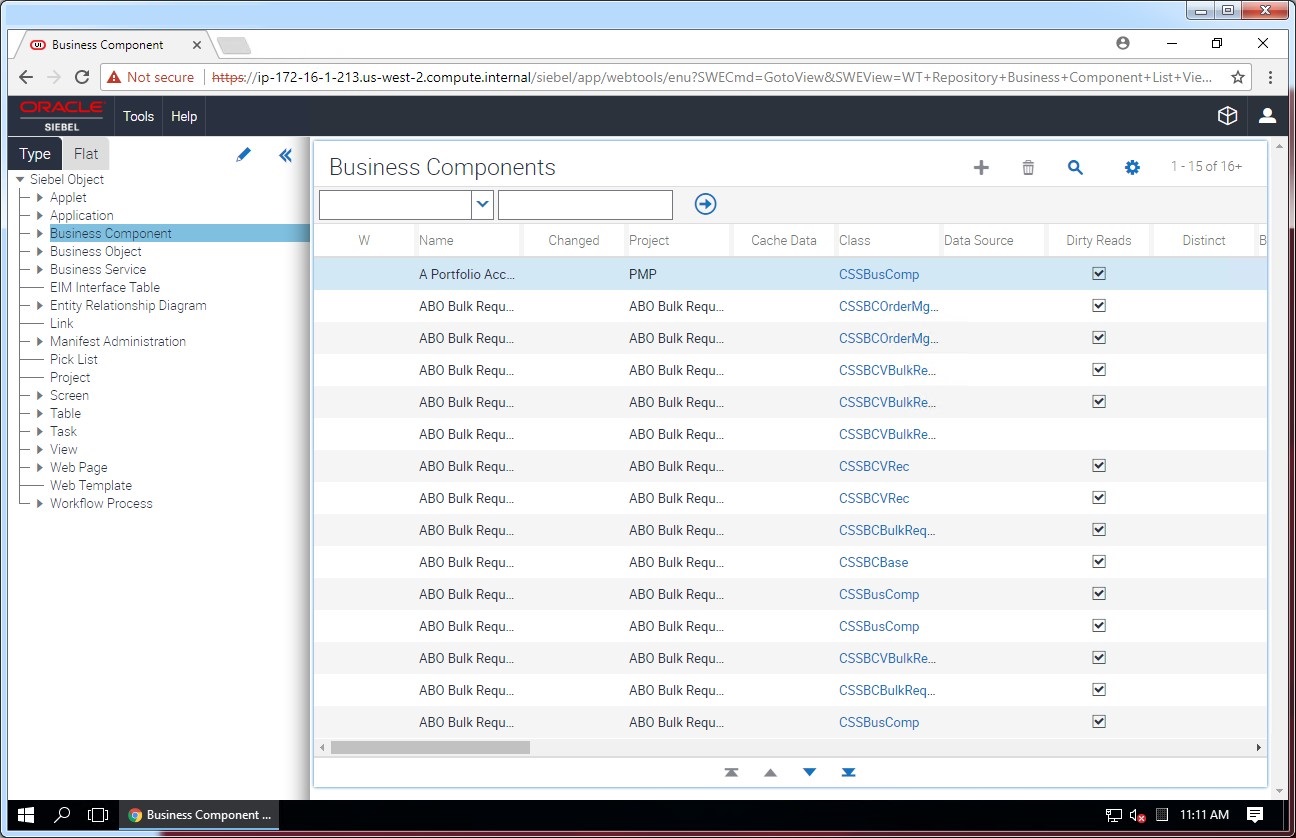 Business Component
Not secure https://ip-172-16-1-213.us-west-2.compute.internal/siebel/app/webtools/enu?SWECmd=GotoView&SWEView=WT+Repository+Business+Component+List+Vie...
ORACLE
SIEBEL
Tools Help
Type Flat
Siebel Object
Applet
Application
Business Component
Business Object
Business Service
EIM Interface Table
Entity Relationship Diagram
Link
Manifest Administration
Pick List
Project
Screen
Table
Task
View
Web Page
Web Template
Workflow Process
Business Components 1 - 15 of 16+
W Name Changed Project Cache Data Class Data Source Dirty Reads Distinct B
A Portfolio Acc... PMP CSSBusComp
ABO Bulk Requ... ABO Bulk Requ... CSSBCOrderMg...
ABO Bulk Requ... ABO Bulk Requ... CSSBCOrderMg...
ABO Bulk Requ... ABO Bulk Requ... CSSBCVBulkRe...
ABO Bulk Requ... ABO Bulk Requ... CSSBCVBulkRe...
ABO Bulk Requ... ABO Bulk Requ... CSSBCVBulkRe...
ABO Bulk Requ... ABO Bulk Requ... CSSBCVRec
ABO Bulk Requ... ABO Bulk Requ... CSSBCVRec
ABO Bulk Requ... ABO Bulk Requ... CSSBCBulkReq...
ABO Bulk Requ... ABO Bulk Requ... CSSBCBase
ABO Bulk Requ... ABO Bulk Requ... CSSBusComp
ABO Bulk Requ... ABO Bulk Requ... CSSBusComp
ABO Bulk Requ... ABO Bulk Requ... CSSBCVBulkRe...
ABO Bulk Requ... ABO Bulk Requ... CSSBCBulkReq...
ABO Bulk Requ... ABO Bulk Requ... CSSBusComp
Business Component ... 11:11 AM